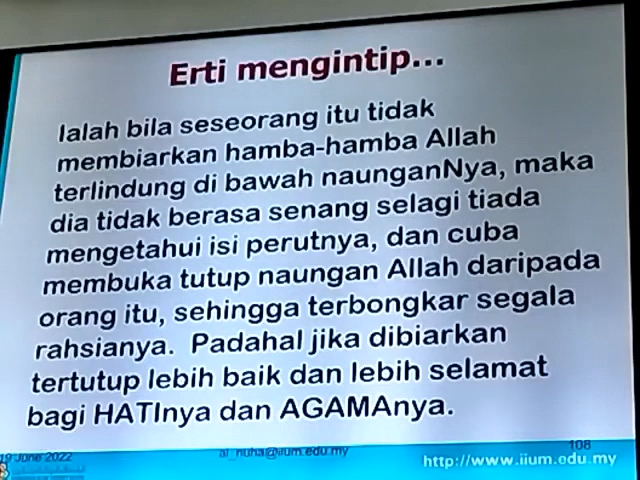 Erti mengintip...
Ialah bila seseorang itu tidak
membiarkan hamba-hamba Allah
terlindung di bawah naunganNya, maka
dia tidak berasa senang selagi tiada
mengetahui isi perutnya, dan cuba
membuka tutup naungan Allah daripada
orang itu, sehingga terbongkar segala
rahsianya. Padahal jika dibiarkan
tertutup lebih baik dan lebih selamat
bagi HATInya dan AGAMAnya.
19 June 2022
al_nuha@iium.edu.my
108
http://www.iium.edu.my